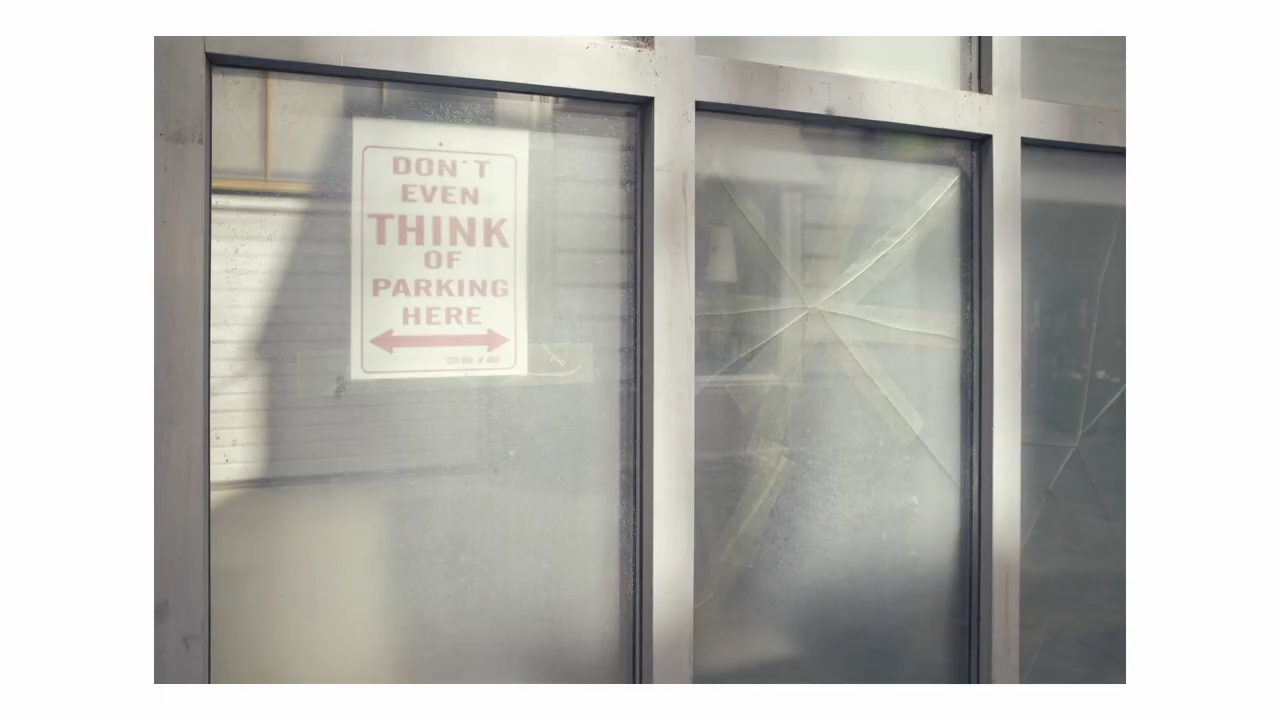 DON´T
EVEN
THINK
OF
PARKING
HERE